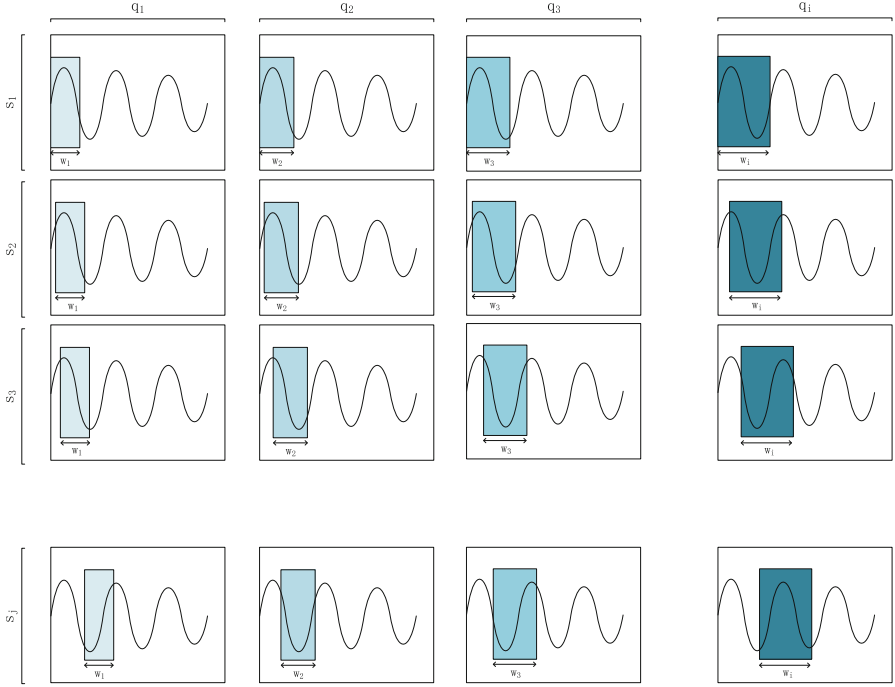 q₁ q₂ q₃ qᵢ
s₁
w₁ w₂ w₃ wᵢ
s₂
w₁ w₂ w₃ wᵢ
s₃
w₁ w₂ w₃ wᵢ
sⱼ
w₁ w₂ w₃ wᵢ